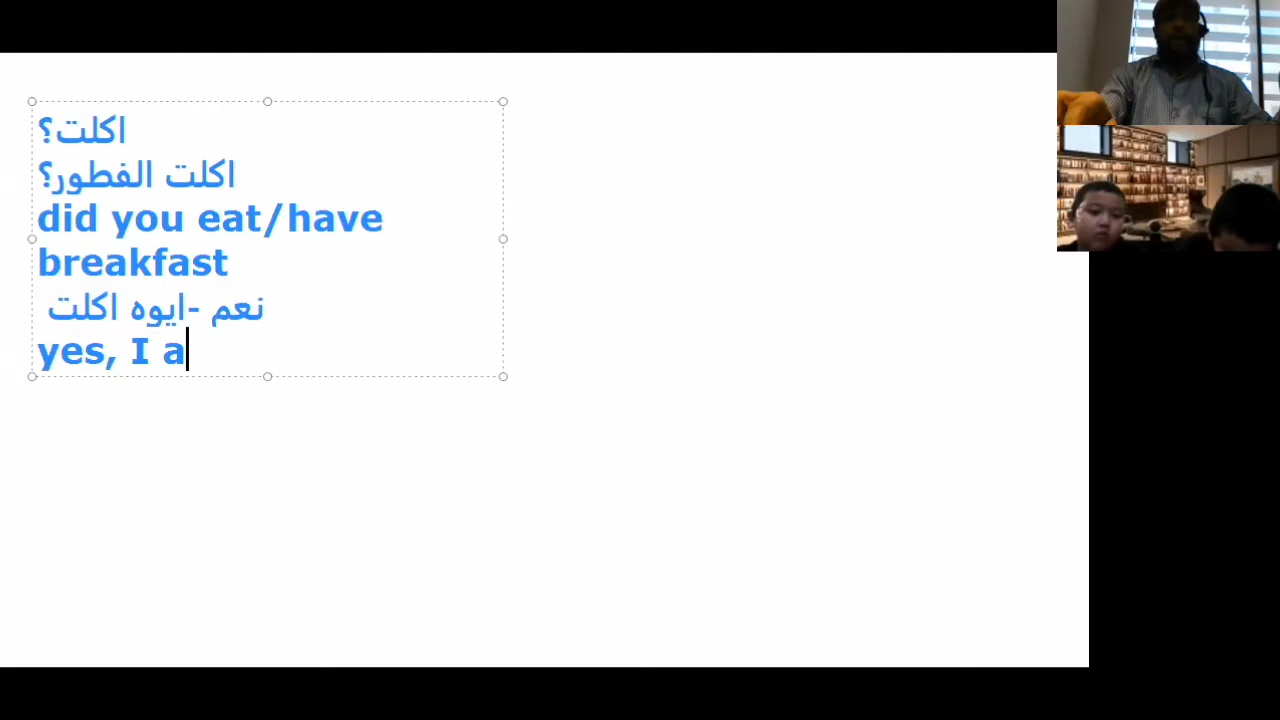 اكلت؟
اكلت الفطور؟
did you eat/have
breakfast
نعم -ايوه اكلت
yes, I a